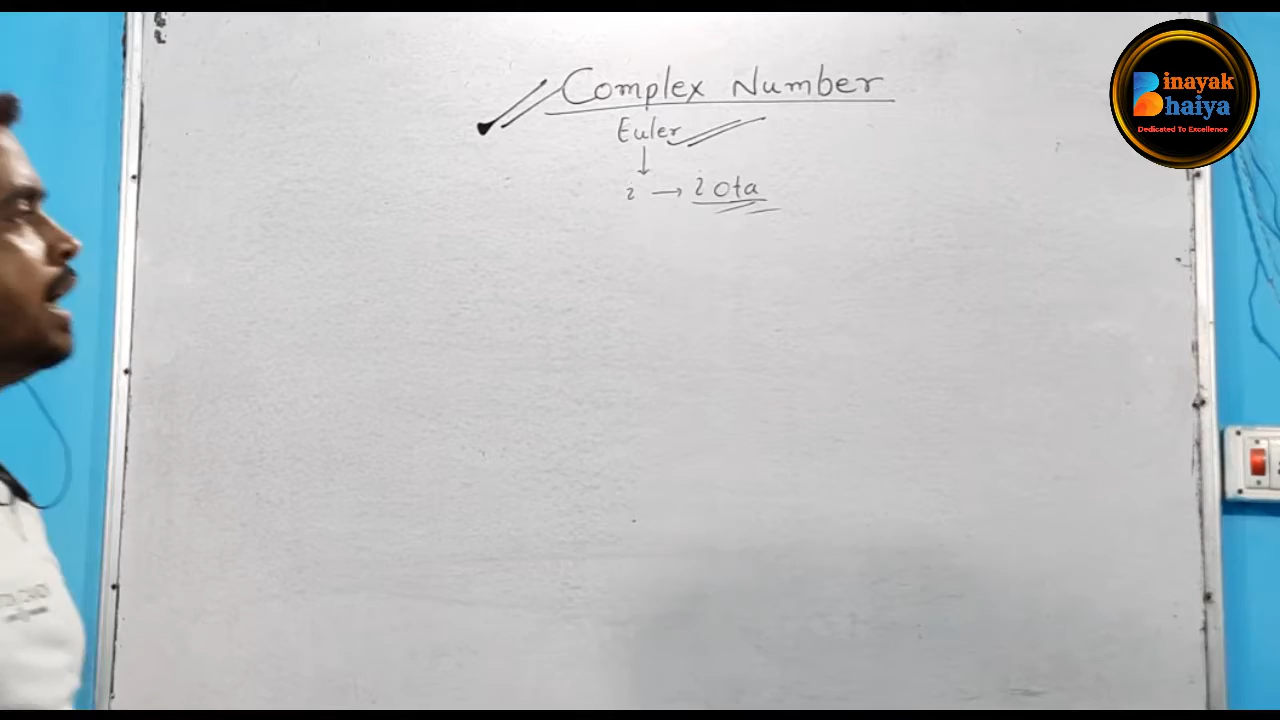 Complex Number
Euler
↓
i → iota
Binayak
Bhaiya
Dedicated To Excellence